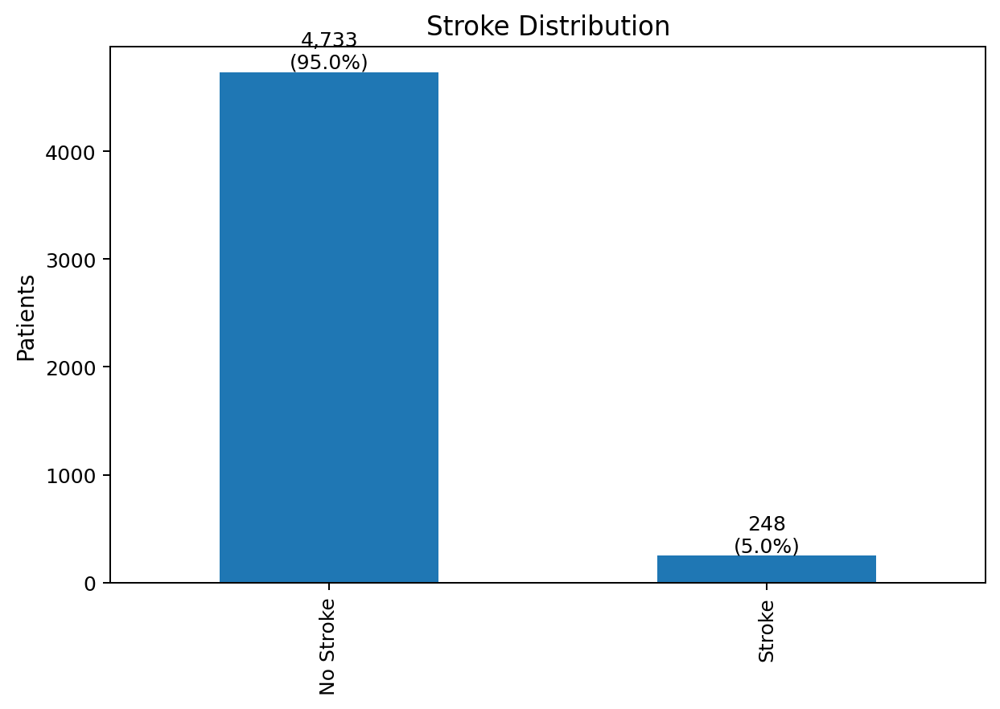 Stroke Distribution
4,733
(95.0%)
4000
3000
2000
1000
0
Patients
248
(5.0%)
No Stroke
Stroke